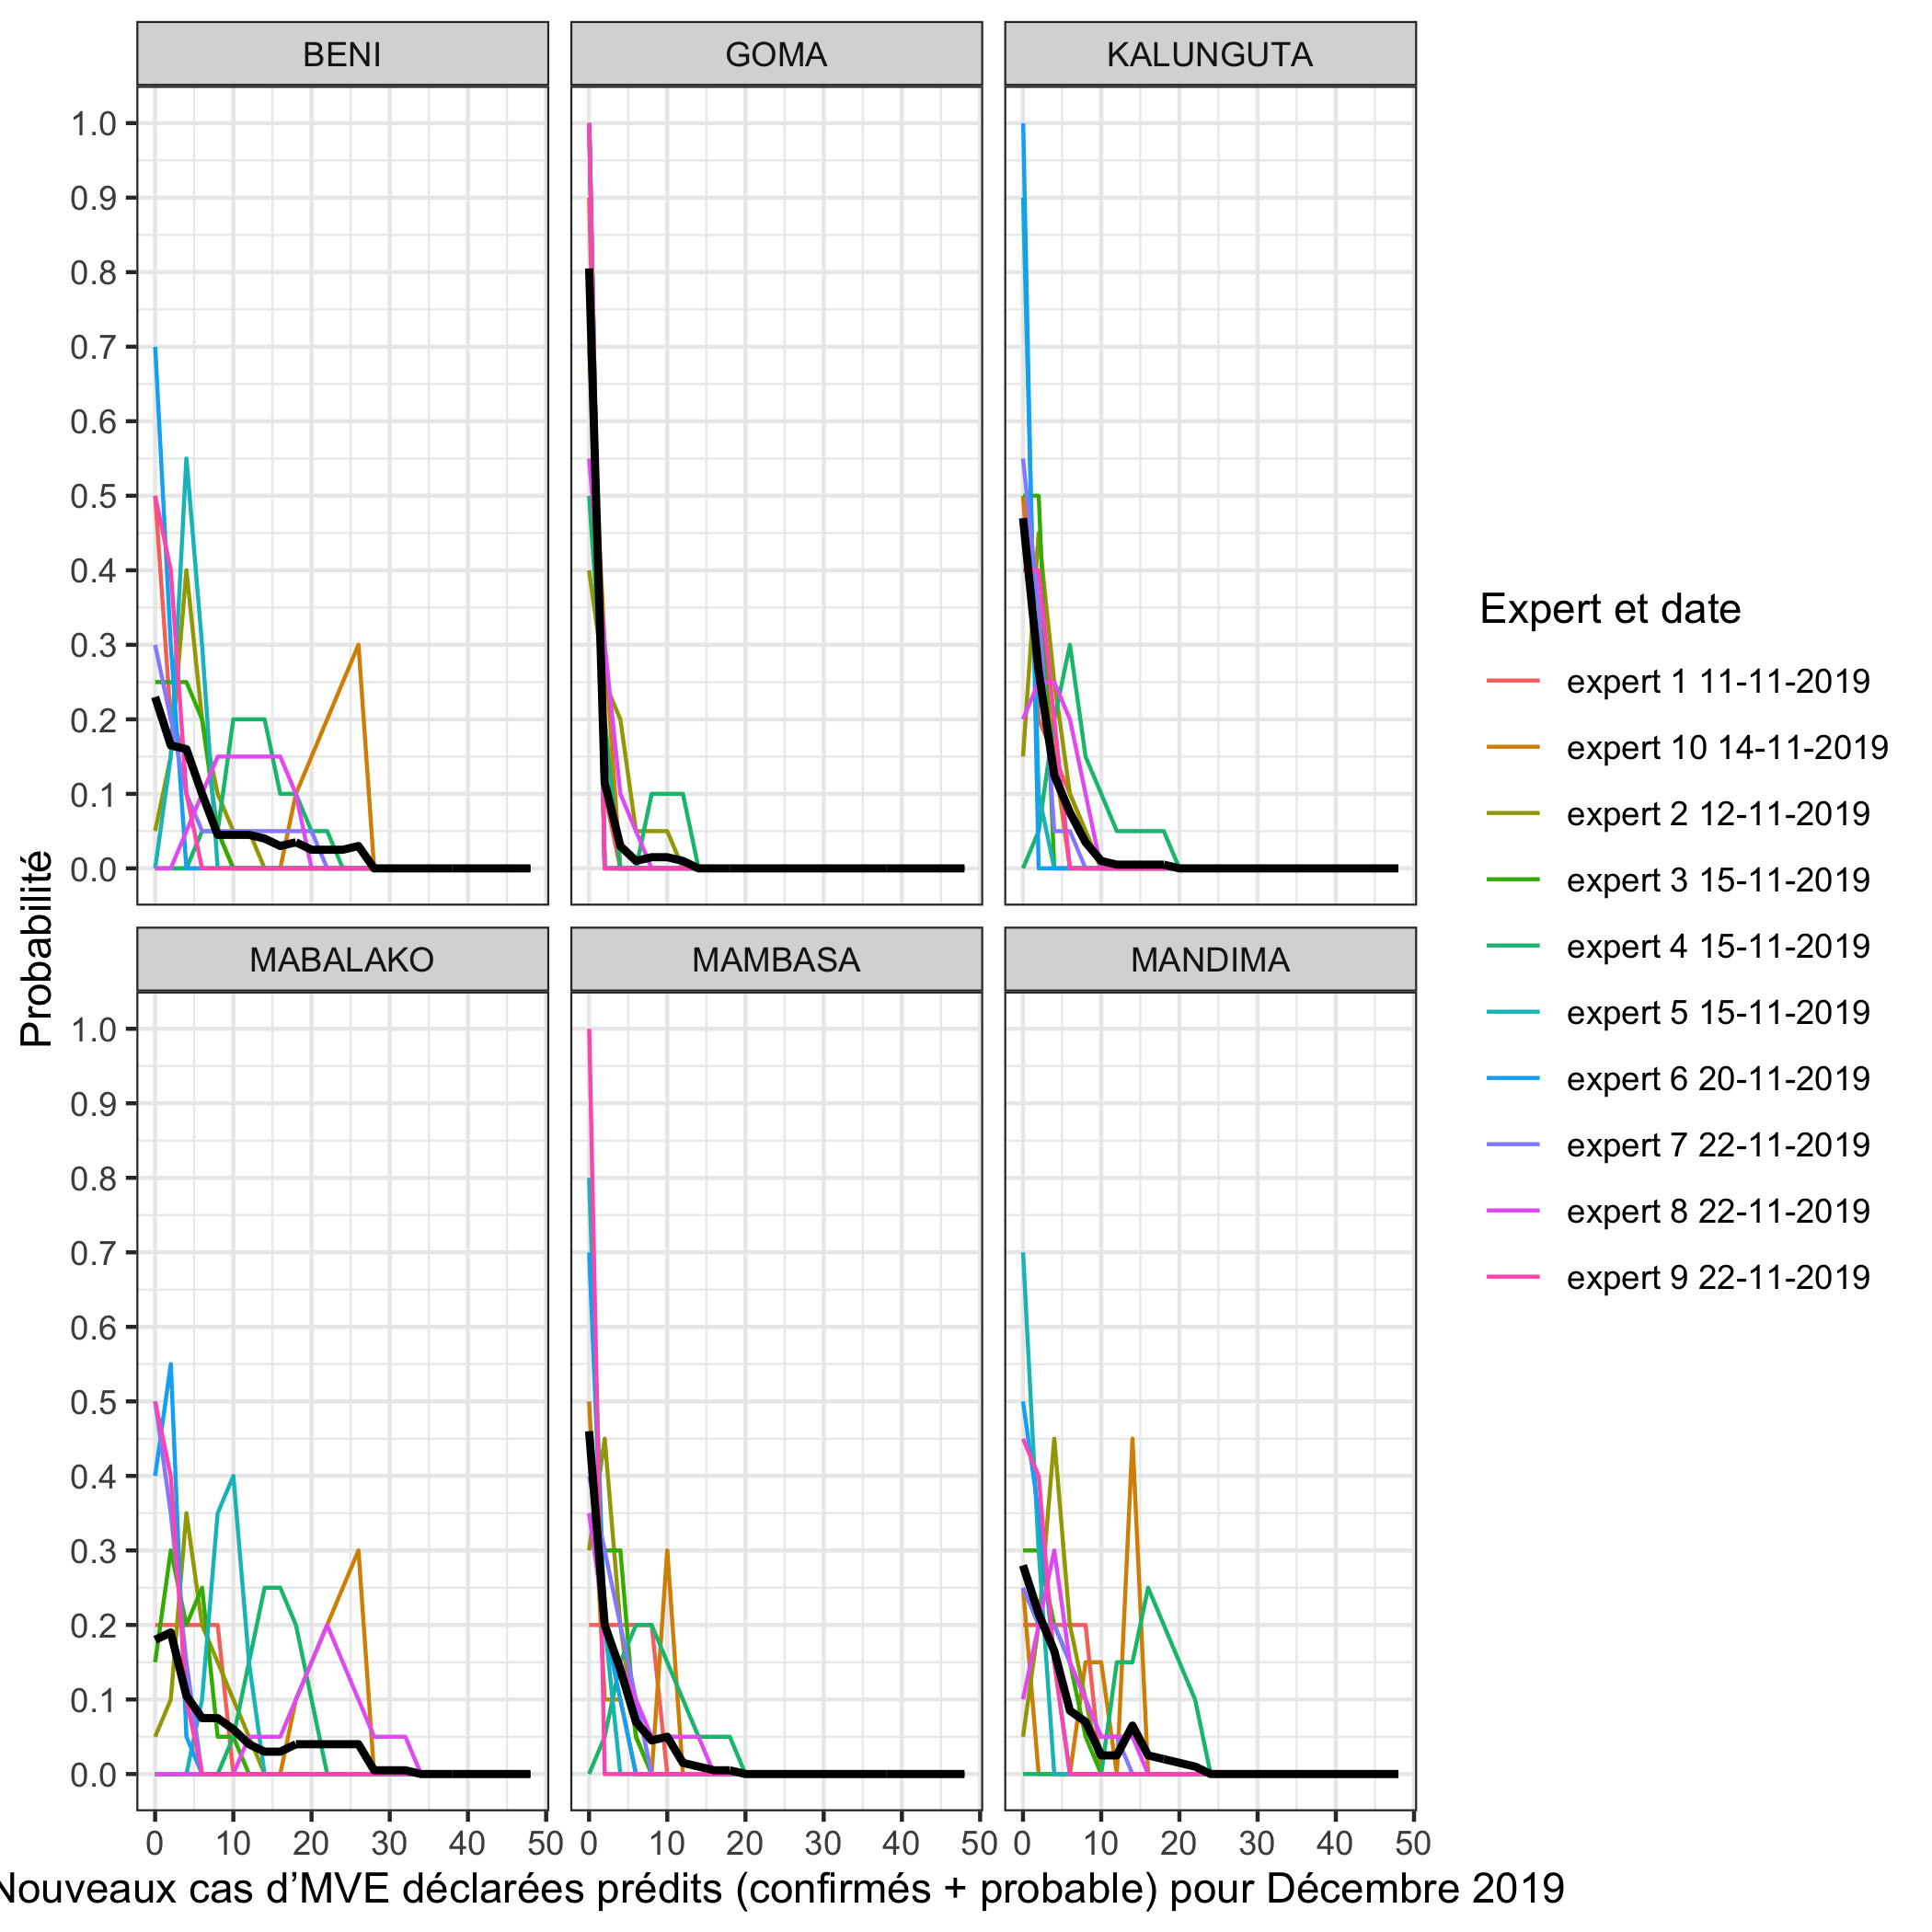 BENI GOMA KALUNGUTA
1.0
0.9
0.8
0.7
0.6
0.5
0.4
0.3
0.2
0.1
0.0
MABALAKO MAMBASA MANDIMA
1.0
0.9
0.8
0.7
0.6
0.5
0.4
0.3
0.2
0.1
0.0
0 10 20 30 40 50 0 10 20 30 40 50 0 10 20 30 40 50
Probabilité
Nouveaux cas d’MVE déclarées prédits (confirmés + probable) pour Décembre 2019
Expert et date
expert 1 11-11-2019
expert 10 14-11-2019
expert 2 12-11-2019
expert 3 15-11-2019
expert 4 15-11-2019
expert 5 15-11-2019
expert 6 20-11-2019
expert 7 22-11-2019
expert 8 22-11-2019
expert 9 22-11-2019